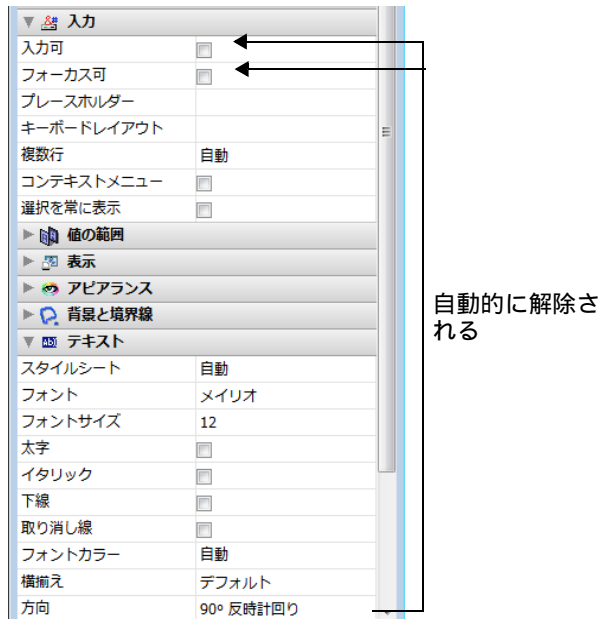 入力
入力可
フォーカス可
プレースホルダー
キーボードレイアウト
複数行 自動
コンテキストメニュー
選択を常に表示
値の範囲
表示
アピアランス
背景と境界線
テキスト
スタイルシート 自動
フォント メイリオ
フォントサイズ 12
太字
イタリック
下線
取り消し線
フォントカラー 自動
横揃え デフォルト
方向 90º 反時計回り
自動的に解除さ
れる